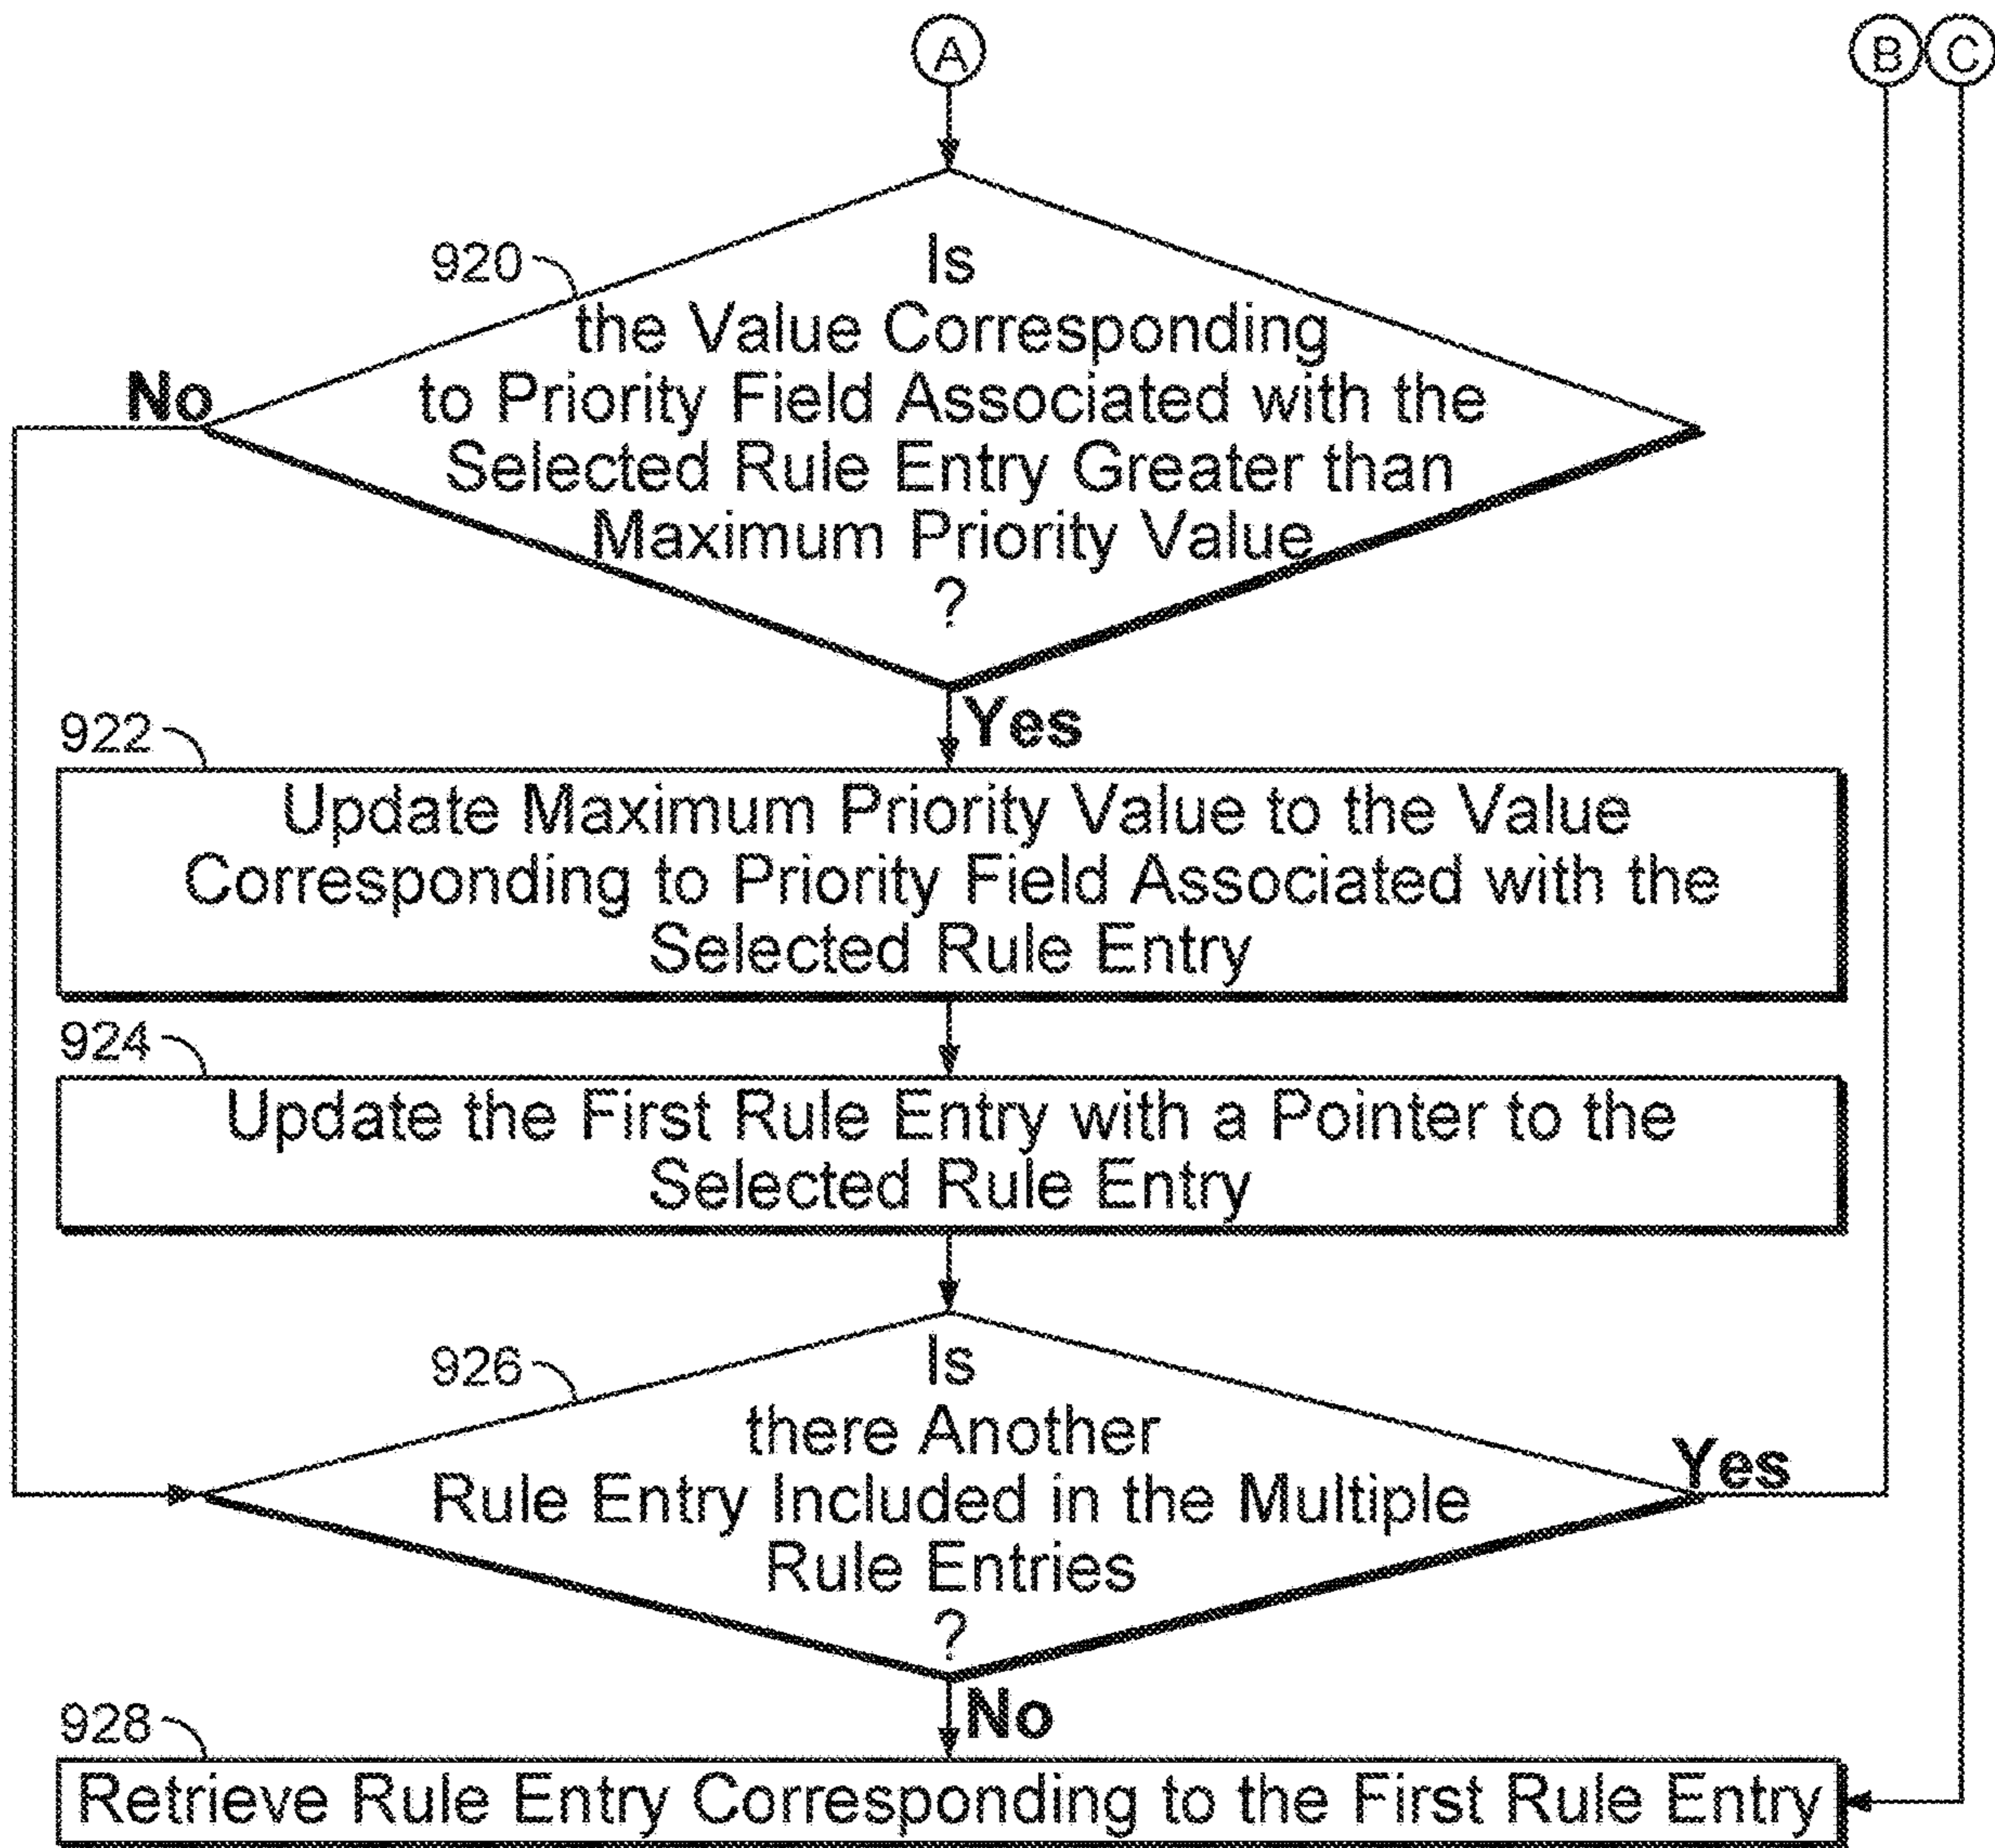 A
B
C
920
Is
the Value Corresponding
to Priority Field Associated with the
Selected Rule Entry Greater than
Maximum Priority Value
?
No
Yes
922
Update Maximum Priority Value to the Value
Corresponding to Priority Field Associated with the
Selected Rule Entry
924
Update the First Rule Entry with a Pointer to the
Selected Rule Entry
926
Is
there Another
Rule Entry Included in the Multiple
Rule Entries
?
Yes
No
928
Retrieve Rule Entry Corresponding to the First Rule Entry